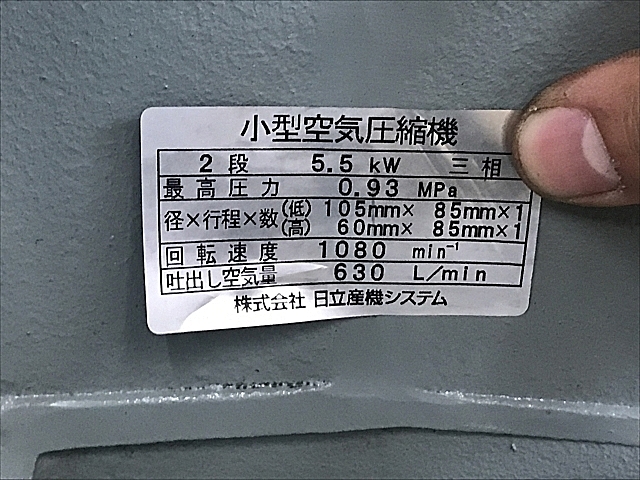 小型空気圧縮機
2段 5.5 kW 三相
最高圧力 0.93 MPa
径×行程×数 (低) 105mm× 85mm×1
(高) 60mm× 85mm×1
回転速度 1080 min⁻¹
吐出し空気量 630 L/min
株式会社 日立産機システム